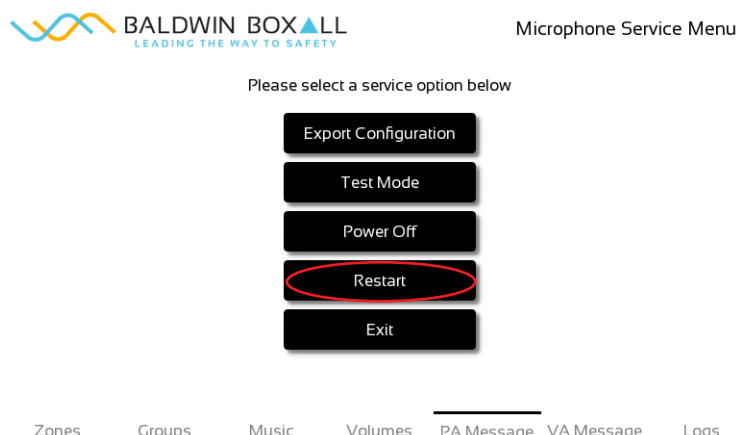 BALDWIN BOXALL
LEADING THE WAY TO SAFETY
Microphone Service Menu
Please select a service option below
Export Configuration
Test Mode
Power Off
Restart
Exit
Zones Groups Music Volumes PA Message VA Message Logs